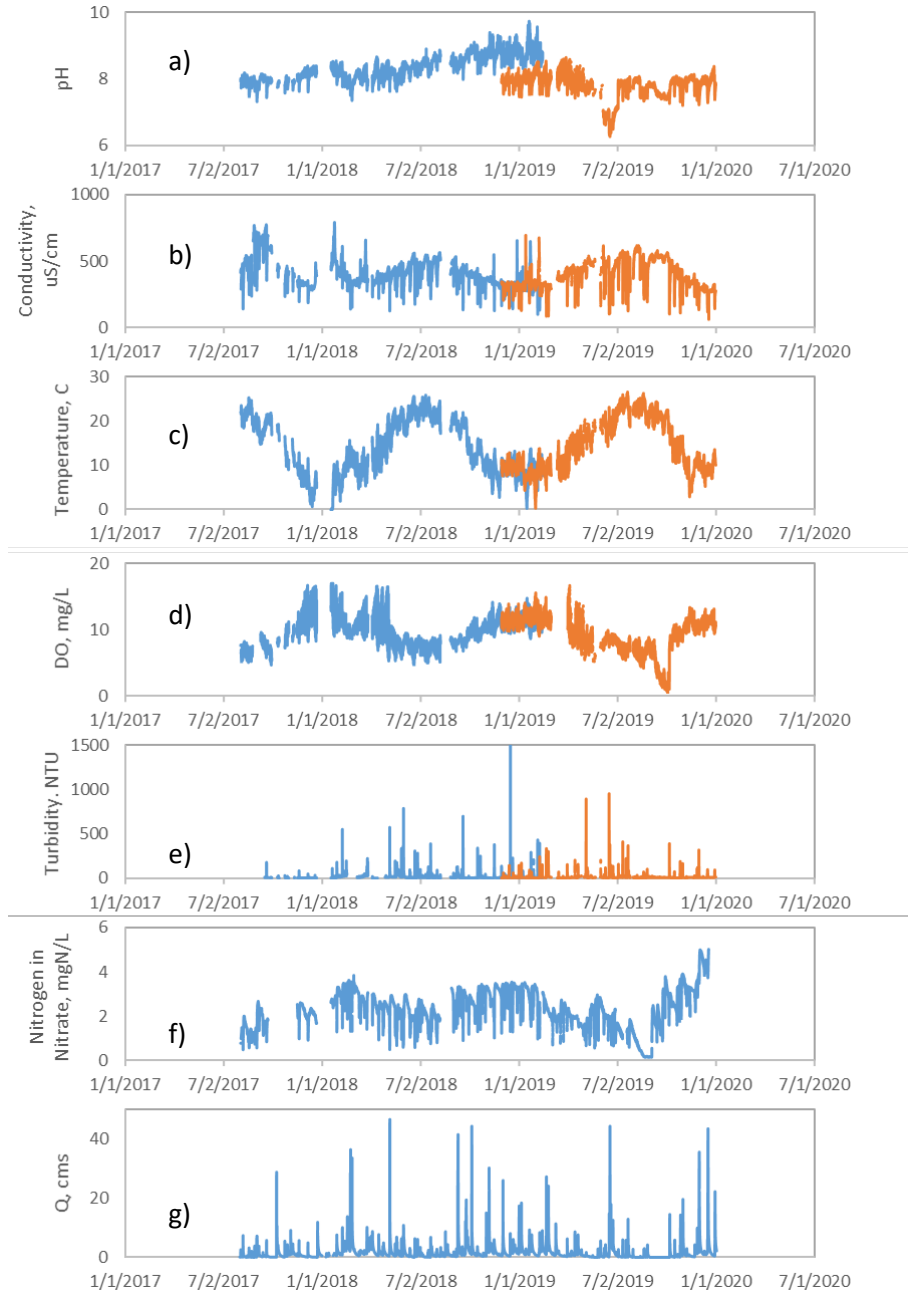 10
8
6
pH
a)
1/1/2017 7/2/2017 1/1/2018 7/2/2018 1/1/2019 7/2/2019 1/1/2020 7/1/2020
1000
500
0
Conductivity,
uS/cm
b)
1/1/2017 7/2/2017 1/1/2018 7/2/2018 1/1/2019 7/2/2019 1/1/2020 7/1/2020
30
20
10
0
Temperature, C
c)
1/1/2017 7/2/2017 1/1/2018 7/2/2018 1/1/2019 7/2/2019 1/1/2020 7/1/2020
20
10
0
DO, mg/L
d)
1/1/2017 7/2/2017 1/1/2018 7/2/2018 1/1/2019 7/2/2019 1/1/2020 7/1/2020
1500
1000
500
0
Turbidity. NTU
e)
1/1/2017 7/2/2017 1/1/2018 7/2/2018 1/1/2019 7/2/2019 1/1/2020 7/1/2020
6
4
2
0
Nitrogen in
Nitrate, mgN/L
f)
1/1/2017 7/2/2017 1/1/2018 7/2/2018 1/1/2019 7/2/2019 1/1/2020 7/1/2020
40
20
0
Q, cms
g)
1/1/2017 7/2/2017 1/1/2018 7/2/2018 1/1/2019 7/2/2019 1/1/2020 7/1/2020